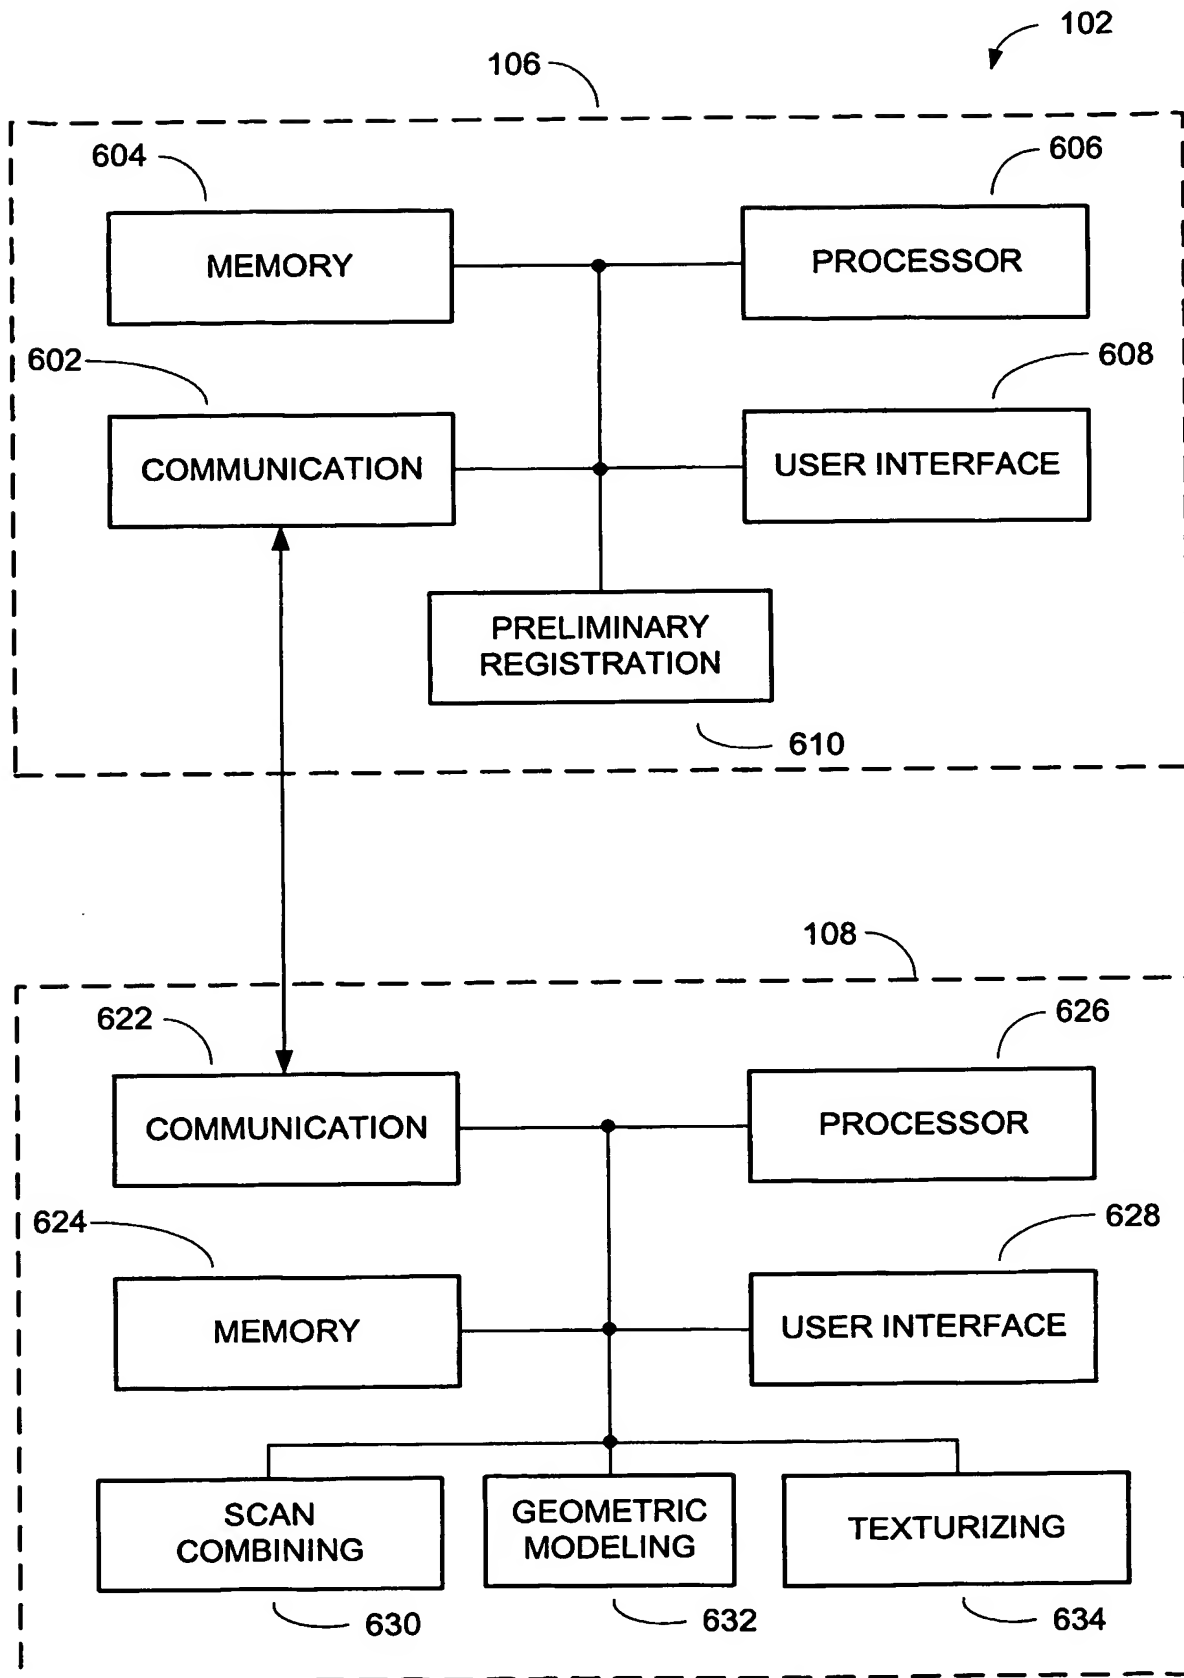 102
106
604
606
MEMORY
PROCESSOR
602
608
COMMUNICATION
USER INTERFACE
PRELIMINARY
REGISTRATION
610
108
622
626
COMMUNICATION
PROCESSOR
624
628
MEMORY
USER INTERFACE
SCAN
COMBINING
GEOMETRIC
MODELING
TEXTURIZING
630
632
634